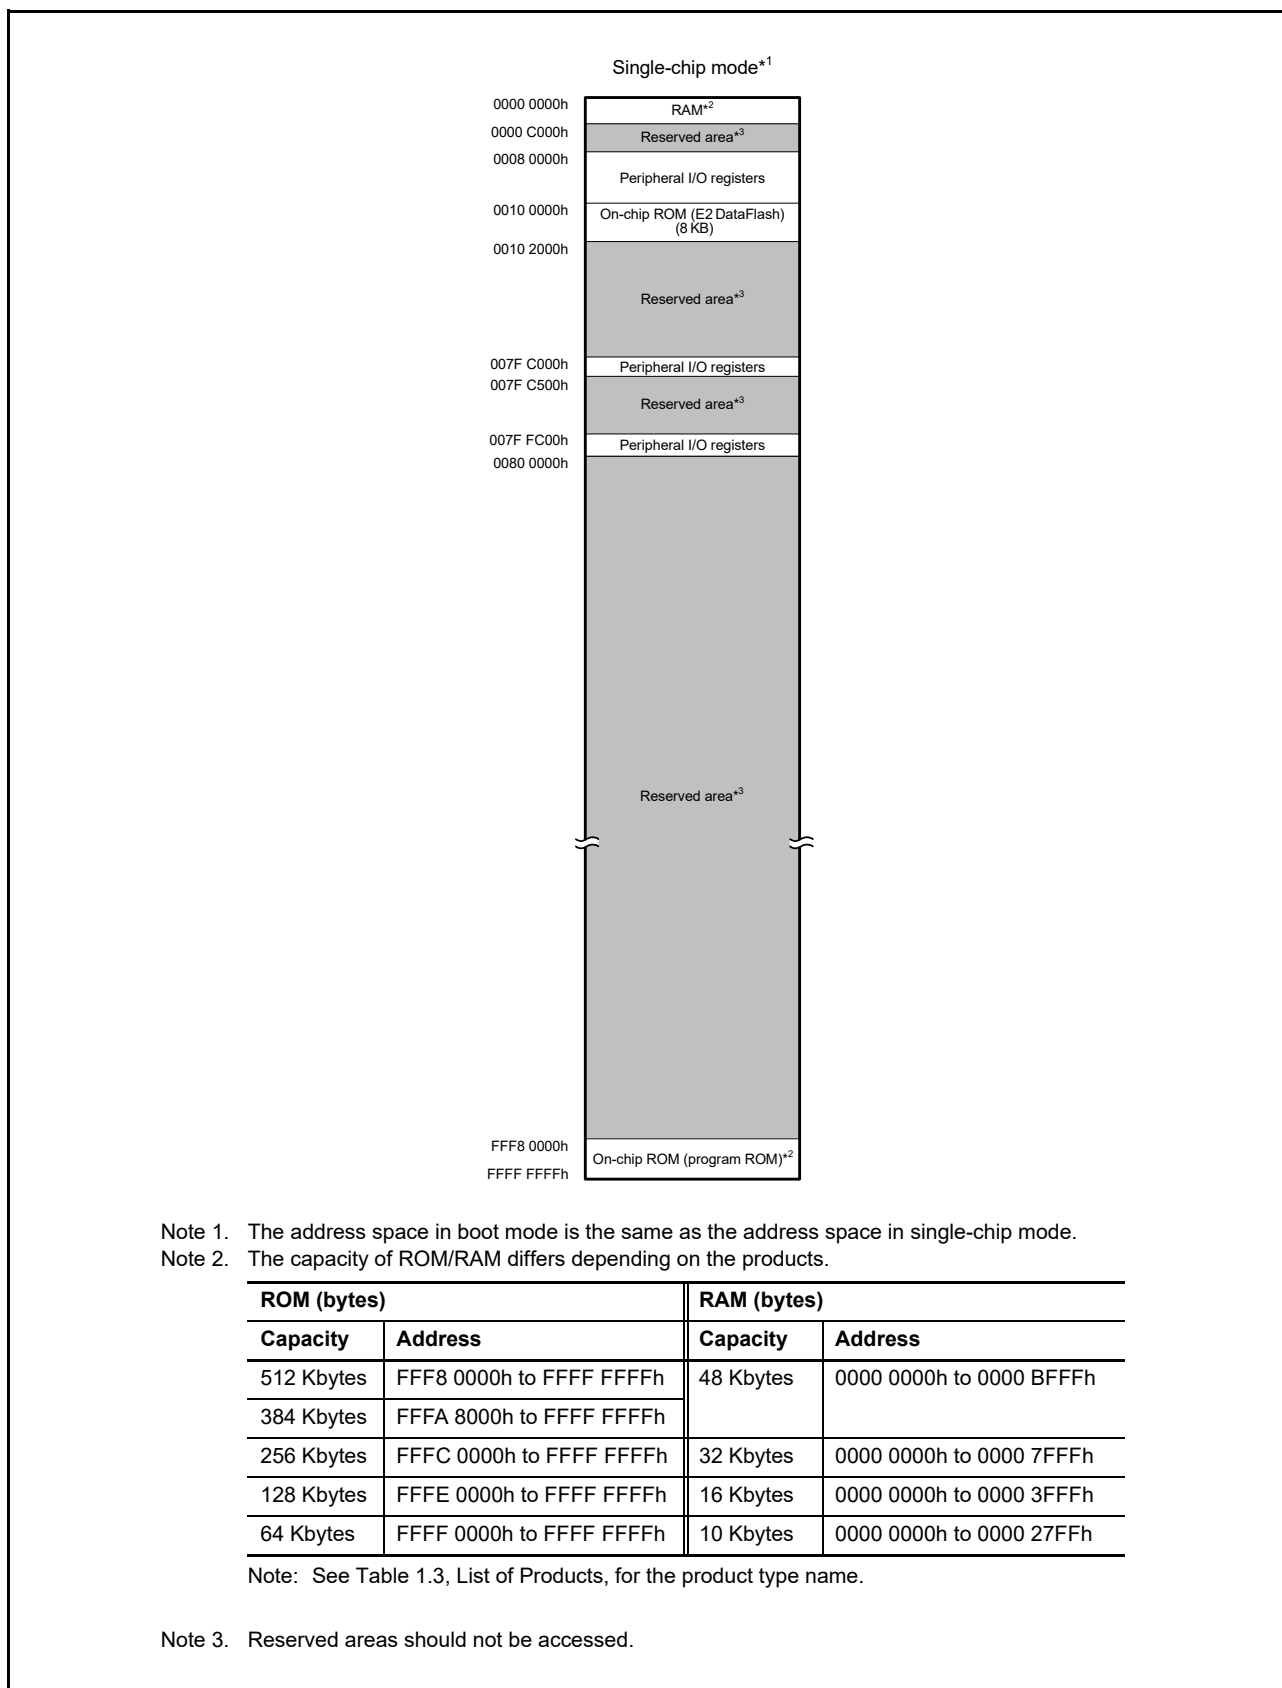 Single-chip mode*1
0000 0000h
RAM*2
0000 C000h
Reserved area*3
0008 0000h
Peripheral I/O registers
0010 0000h
On-chip ROM (E2 DataFlash)
(8 KB)
0010 2000h
Reserved area*3
007F C000h
Peripheral I/O registers
007F C500h
Reserved area*3
007F FC00h
Peripheral I/O registers
0080 0000h
Reserved area*3
FFF8 0000h
On-chip ROM (program ROM)*2
FFFF FFFFh
Note 1. The address space in boot mode is the same as the address space in single-chip mode.
Note 2. The capacity of ROM/RAM differs depending on the products.
ROM (bytes) RAM (bytes)
Capacity Address Capacity Address
512 Kbytes FFF8 0000h to FFFF FFFFh 48 Kbytes 0000 0000h to 0000 BFFFh
384 Kbytes FFFA 8000h to FFFF FFFFh
256 Kbytes FFFC 0000h to FFFF FFFFh 32 Kbytes 0000 0000h to 0000 7FFFh
128 Kbytes FFFE 0000h to FFFF FFFFh 16 Kbytes 0000 0000h to 0000 3FFFh
64 Kbytes FFFF 0000h to FFFF FFFFh 10 Kbytes 0000 0000h to 0000 27FFh
Note: See Table 1.3, List of Products, for the product type name.
Note 3. Reserved areas should not be accessed.